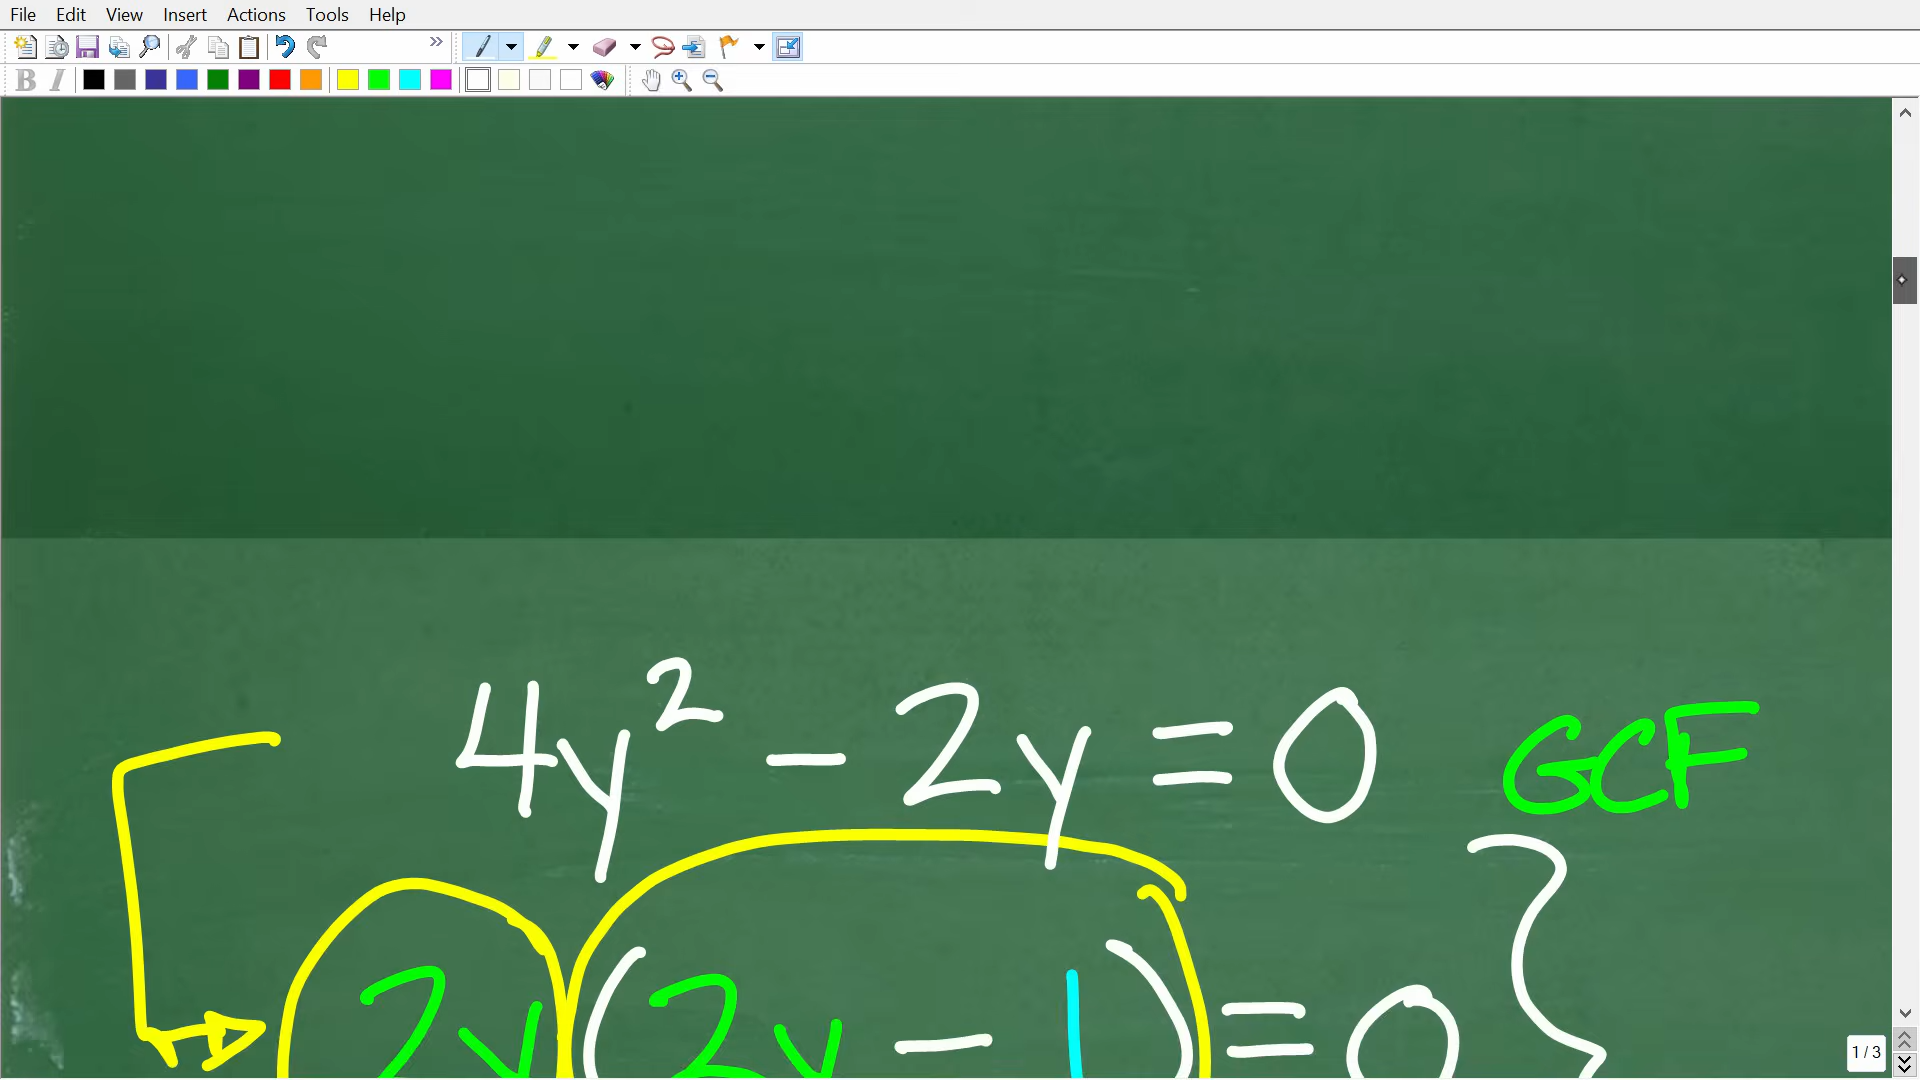 File Edit View Insert Actions Tools Help
B I
4y² - 2y = 0 GCF
2y (2y - 1) = 0
1 / 3